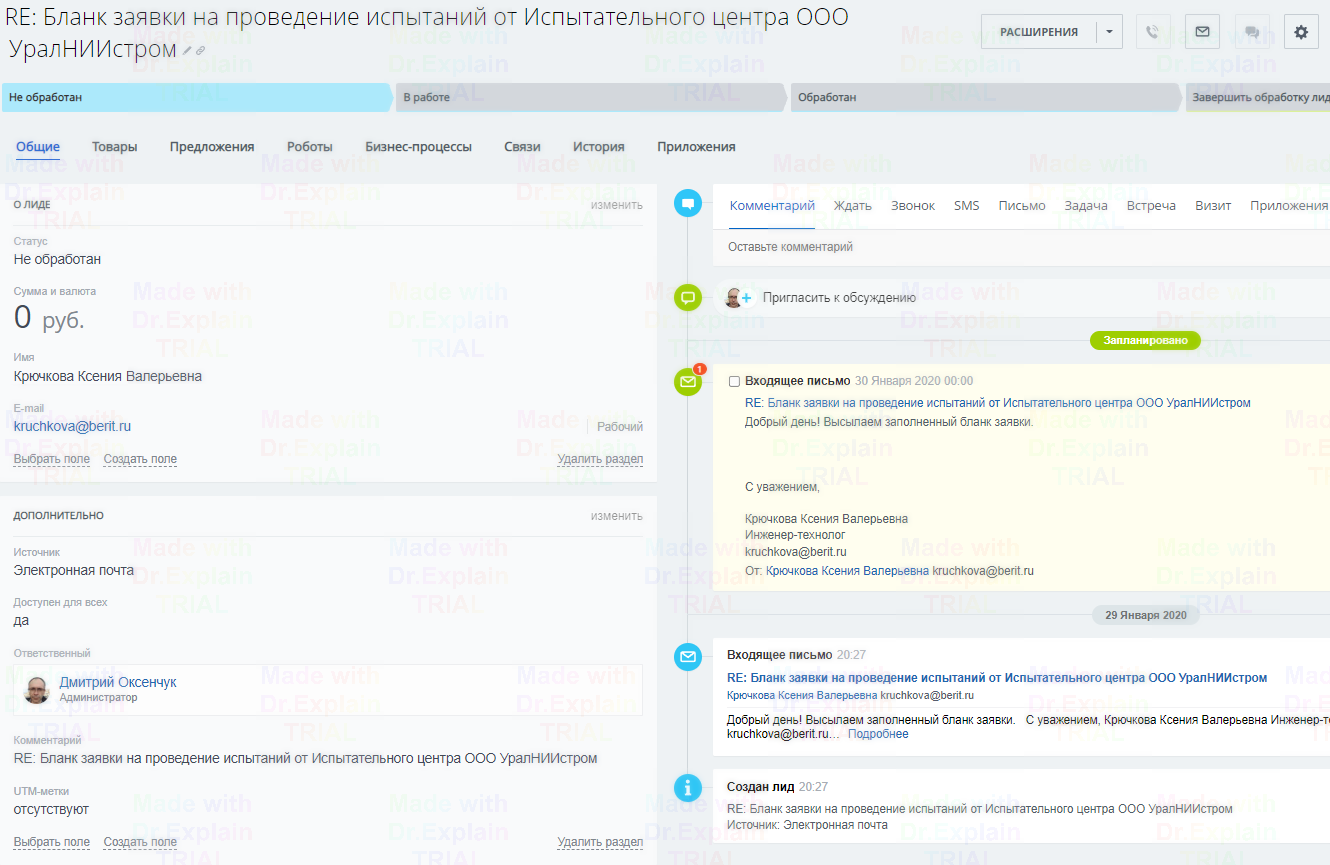 RE: Бланк заявки на проведение испытаний от Испытательного центра ООО
УралНИИстром
РАСШИРЕНИЯ
Не обработан
В работе
Обработан
Завершить обработку лид
Общие
Товары
Предложения
Роботы
Бизнес-процессы
Связи
История
Приложения
О ЛИДЕ
изменить
Статус
Не обработан
Сумма и валюта
0 руб.
Имя
Крючкова Ксения Валерьевна
E-mail
kruchkova@berit.ru
Рабочий
Выбрать поле
Создать поле
Удалить раздел
ДОПОЛНИТЕЛЬНО
изменить
Источник
Электронная почта
Доступен для всех
да
Ответственный
Дмитрий Оксенчук
Администратор
Комментарий
RE: Бланк заявки на проведение испытаний от Испытательного центра ООО УралНИИстром
UTM-метки
отсутствуют
Выбрать поле
Создать поле
Удалить раздел
Комментарий
Ждать
Звонок
SMS
Письмо
Задача
Встреча
Визит
Приложения
Оставьте комментарий
Пригласить к обсуждению
Запланировано
1
Входящее письмо 30 Января 2020 00:00
RE: Бланк заявки на проведение испытаний от Испытательного центра ООО УралНИИстром
Добрый день! Высылаем заполненный бланк заявки.
С уважением,
Крючкова Ксения Валерьевна
Инженер-технолог
kruchkova@berit.ru
От: Крючкова Ксения Валерьевна kruchkova@berit.ru
29 Января 2020
Входящее письмо 20:27
RE: Бланк заявки на проведение испытаний от Испытательного центра ООО УралНИИстром
Крючкова Ксения Валерьевна kruchkova@berit.ru
Добрый день! Высылаем заполненный бланк заявки. С уважением, Крючкова Ксения Валерьевна Инженер-т
kruchkova@berit.ru... Подробнее
Создан лид 20:27
RE: Бланк заявки на проведение испытаний от Испытательного центра ООО УралНИИстром
Источник: Электронная почта
Made with
Dr.Explain
TRIAL